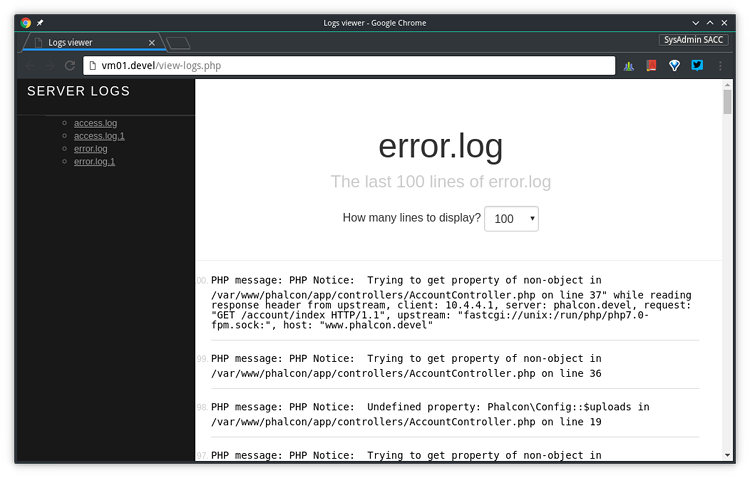 Logs viewer - Google Chrome
Logs viewer
SysAdmin SACC
vm01.devel/view-logs.php
SERVER LOGS
access.log
access.log.1
error.log
error.log.1
error.log
The last 100 lines of error.log
How many lines to display? 100
00. PHP message: PHP Notice:  Trying to get property of non-object in
/var/www/phalcon/app/controllers/AccountController.php on line 37" while reading
response header from upstream, client: 10.4.4.1, server: phalcon.devel, request:
"GET /account/index HTTP/1.1", upstream: "fastcgi://unix:/run/php/php7.0-
fpm.sock:", host: "www.phalcon.devel"
99. PHP message: PHP Notice:  Trying to get property of non-object in
/var/www/phalcon/app/controllers/AccountController.php on line 36
98. PHP message: PHP Notice:  Undefined property: Phalcon\Config::$uploads in
/var/www/phalcon/app/controllers/AccountController.php on line 19
97. PHP message: PHP Notice:  Trying to get property of non-object in